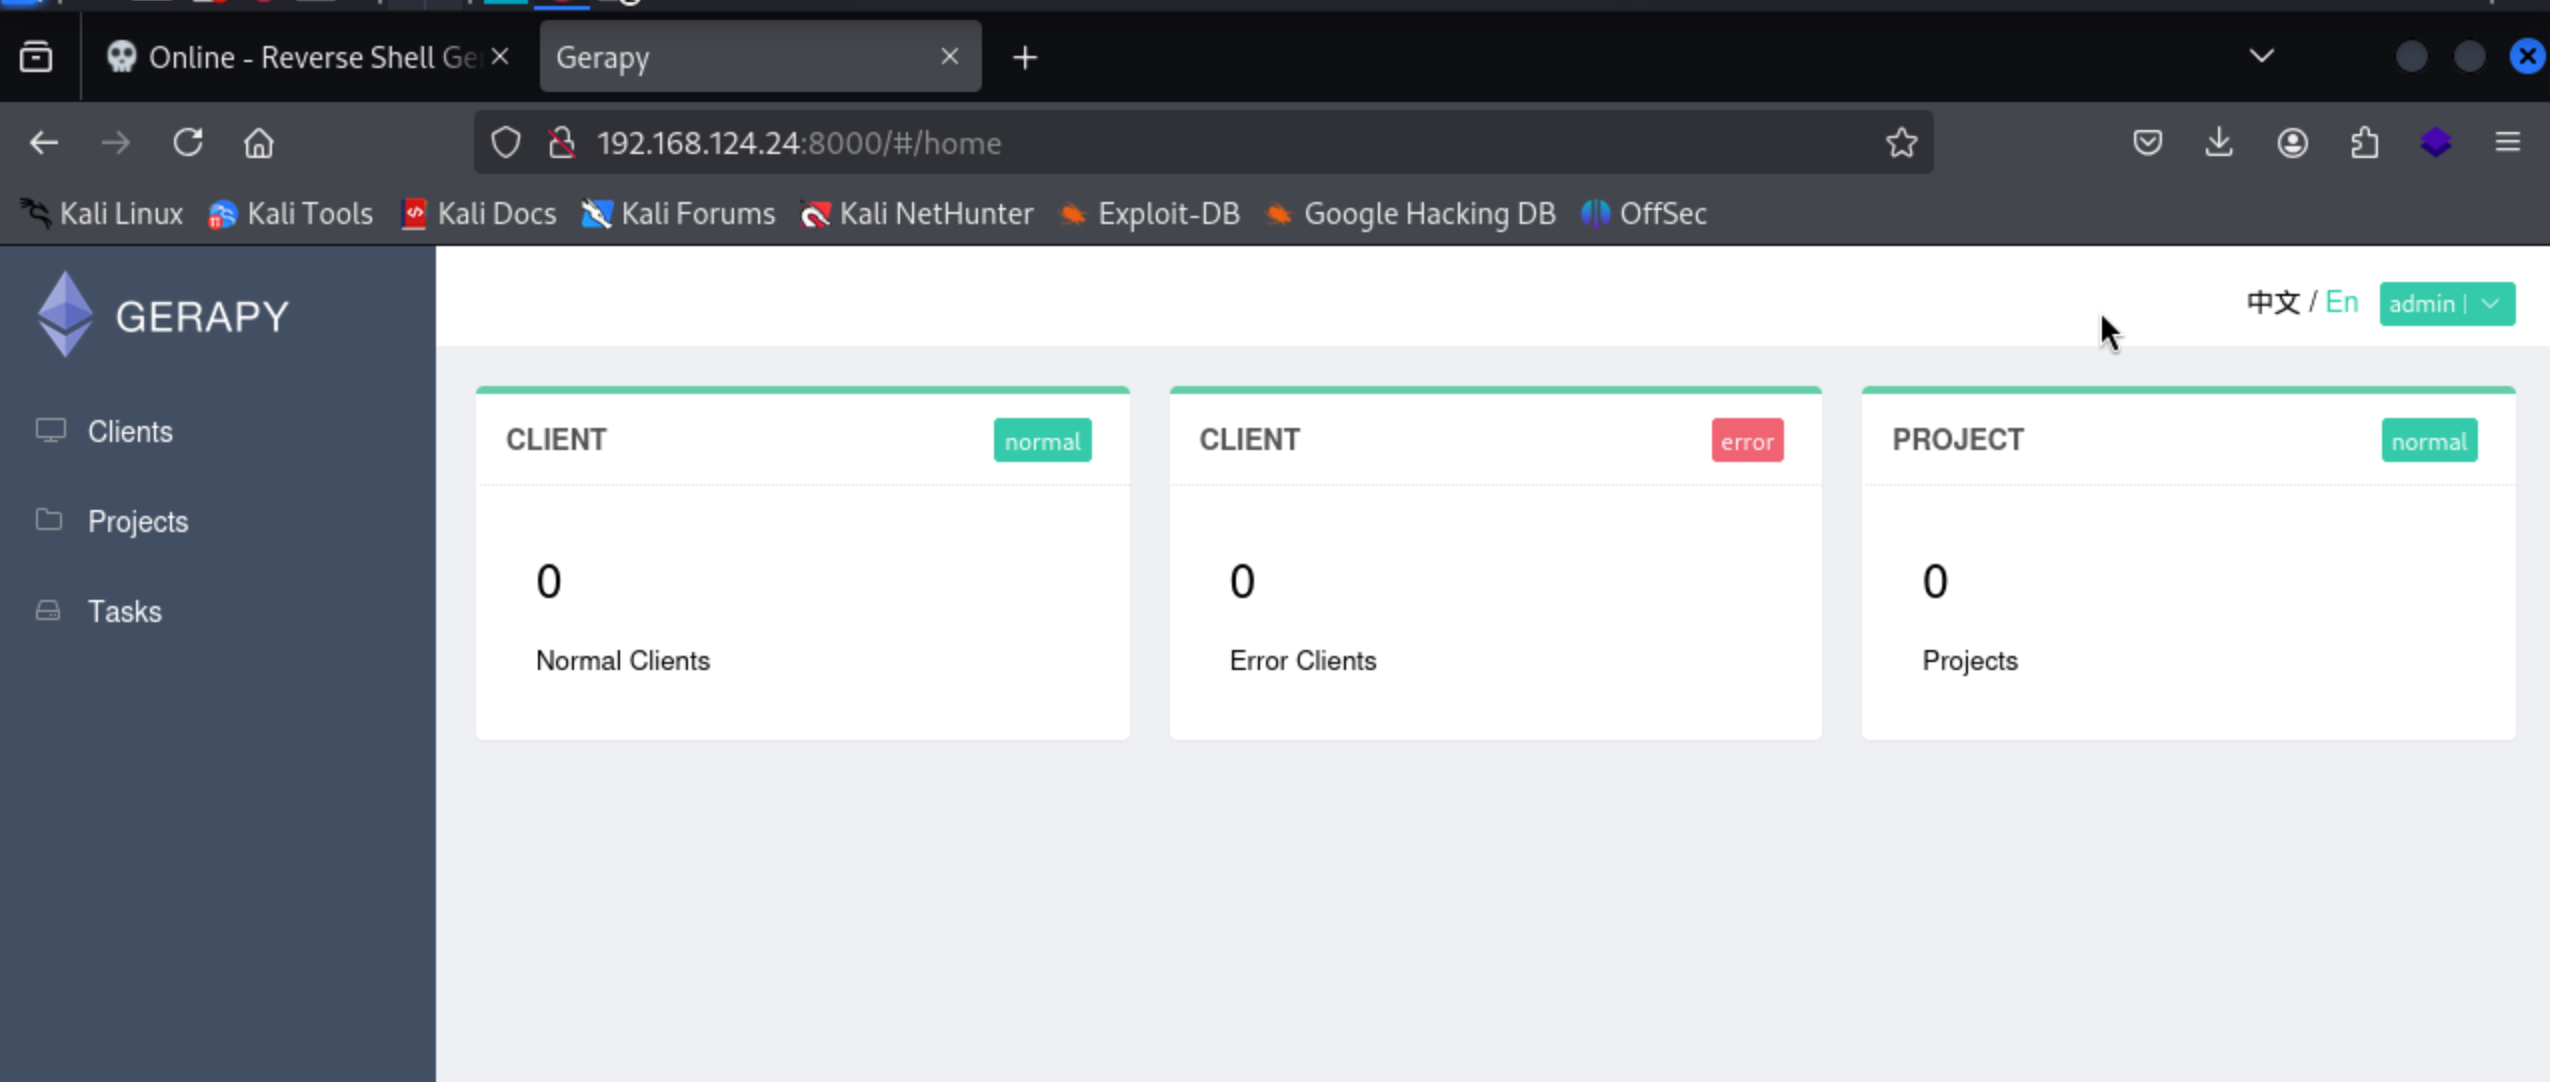 Online - Reverse Shell Ge
Gerapy
192.168.124.24:8000/#/home
Kali Linux Kali Tools Kali Docs Kali Forums Kali NetHunter Exploit-DB Google Hacking DB OffSec
GERAPY
中文 / En admin |
Clients
Projects
Tasks
CLIENT normal
0
Normal Clients
CLIENT error
0
Error Clients
PROJECT normal
0
Projects